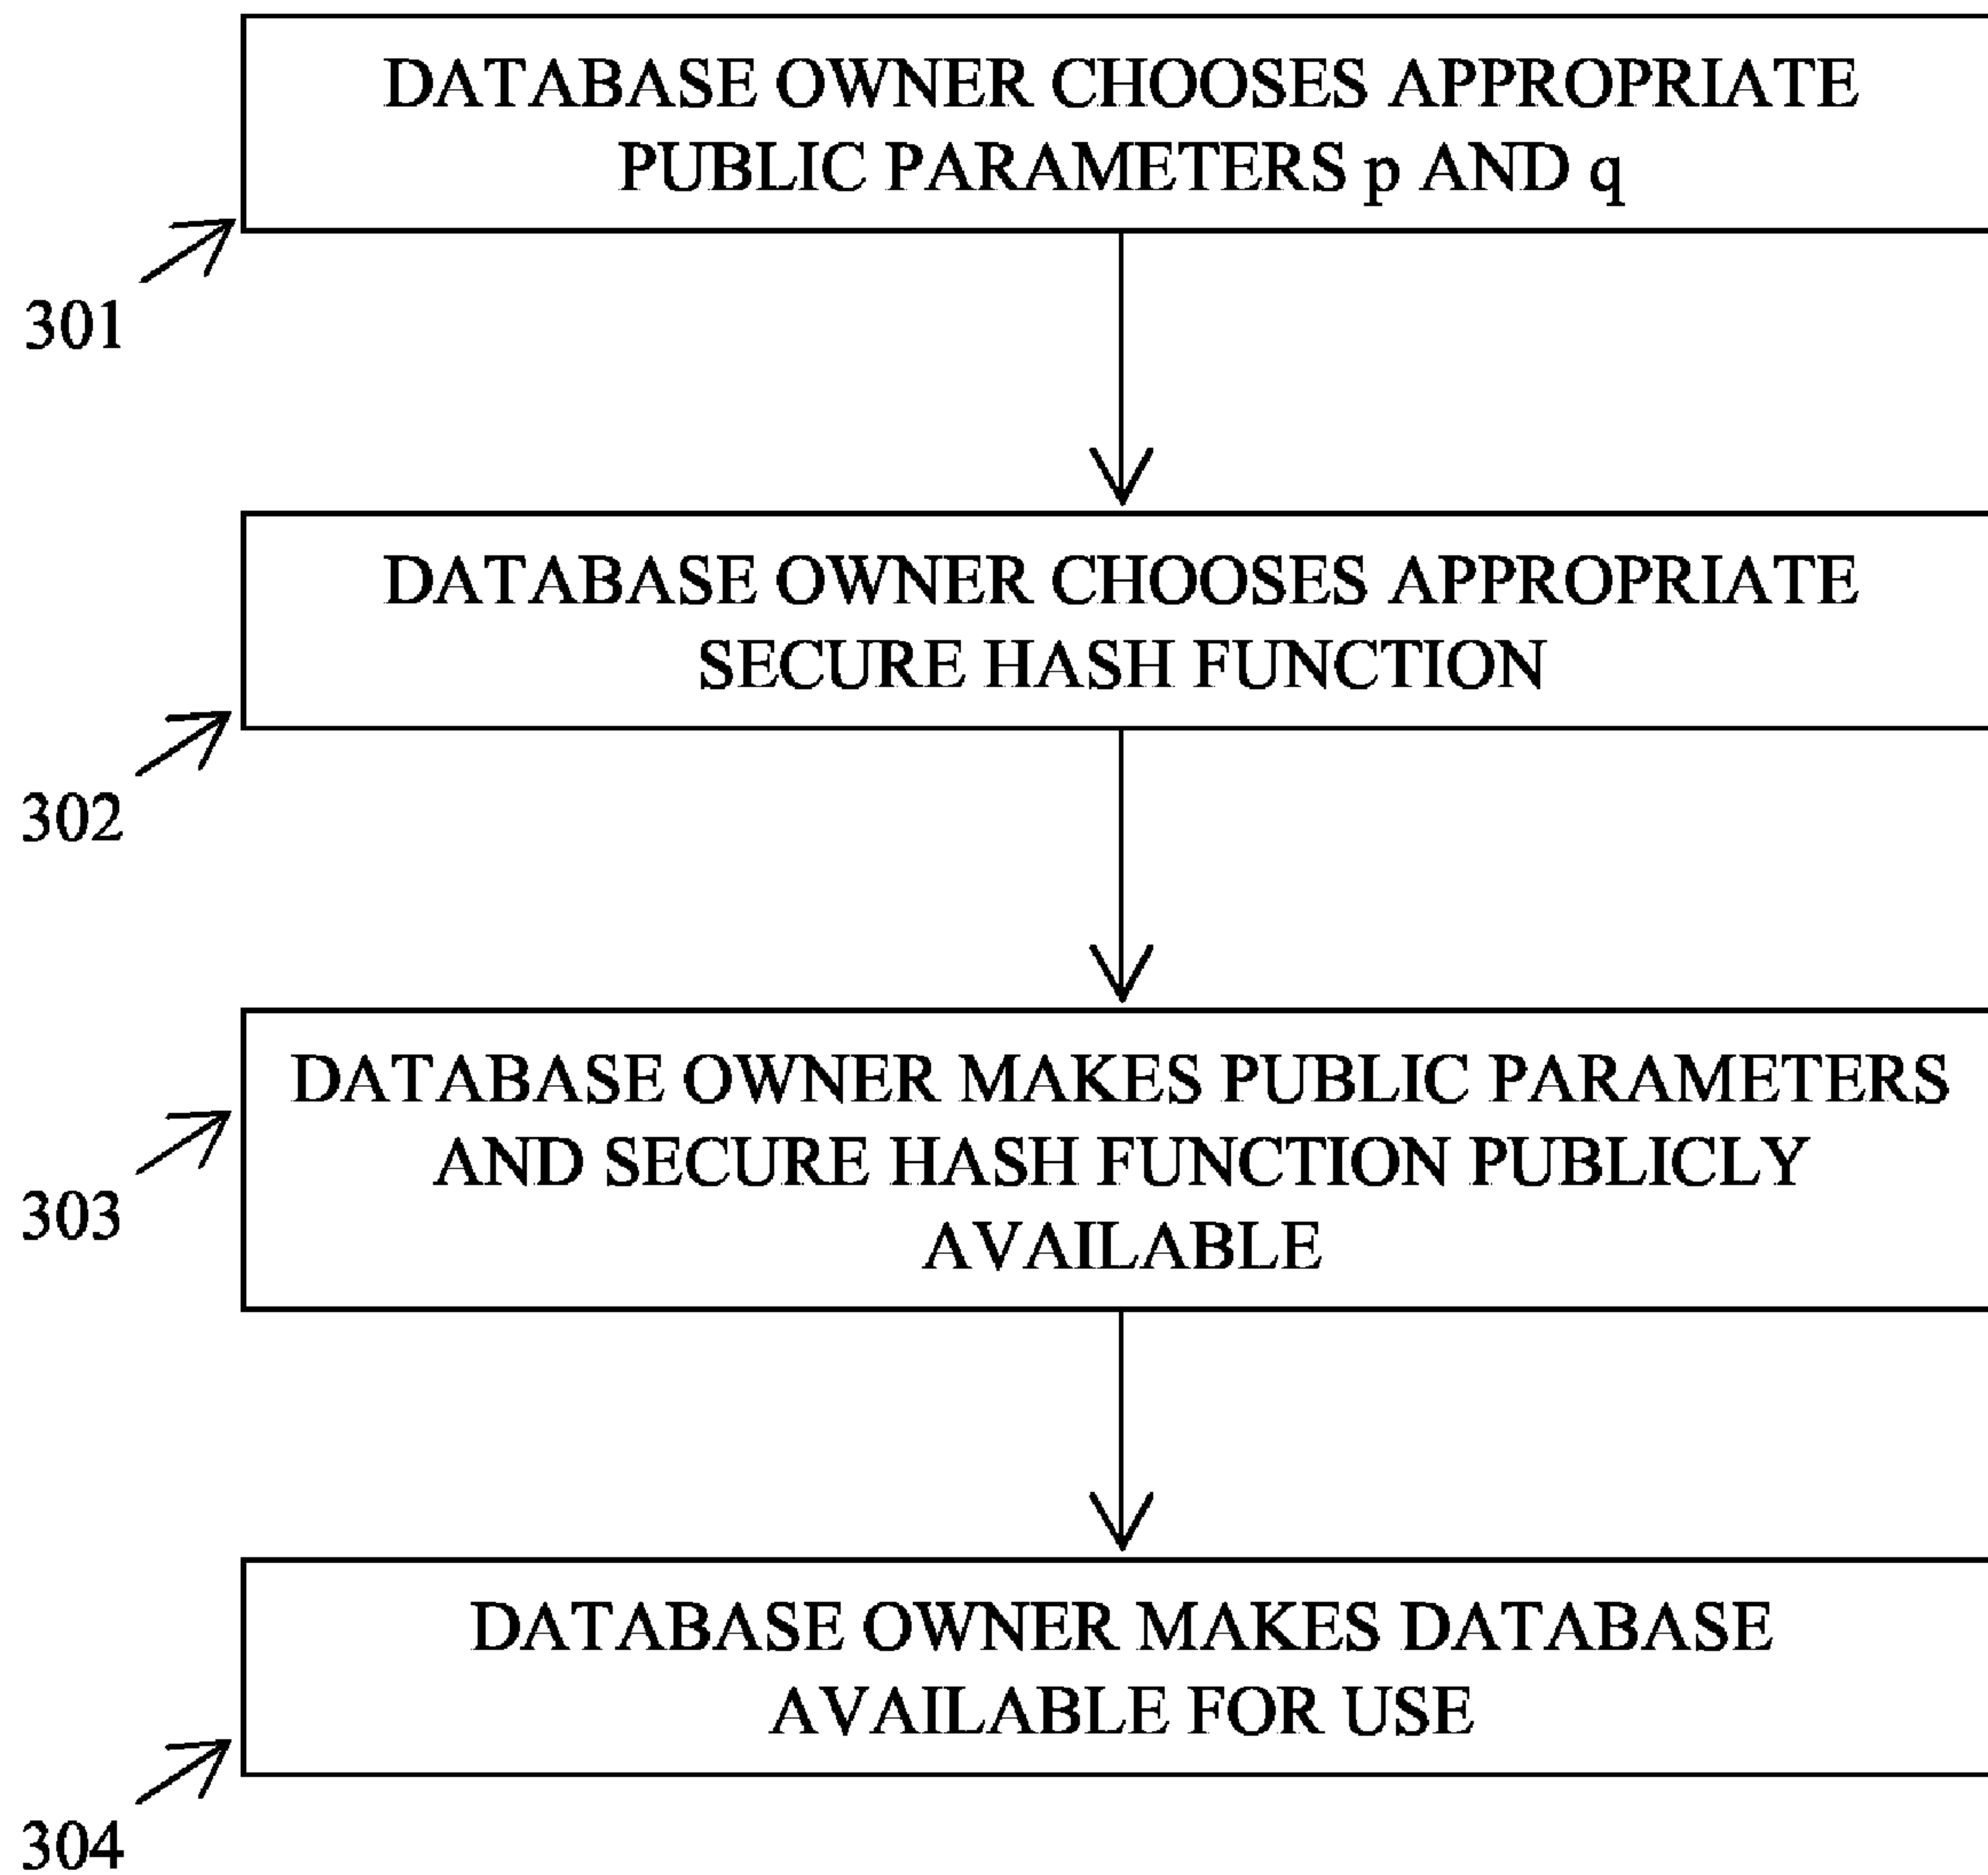 DATABASE OWNER CHOOSES APPROPRIATE
PUBLIC PARAMETERS p AND q
301
DATABASE OWNER CHOOSES APPROPRIATE
SECURE HASH FUNCTION
302
DATABASE OWNER MAKES PUBLIC PARAMETERS
AND SECURE HASH FUNCTION PUBLICLY
AVAILABLE
303
DATABASE OWNER MAKES DATABASE
AVAILABLE FOR USE
304